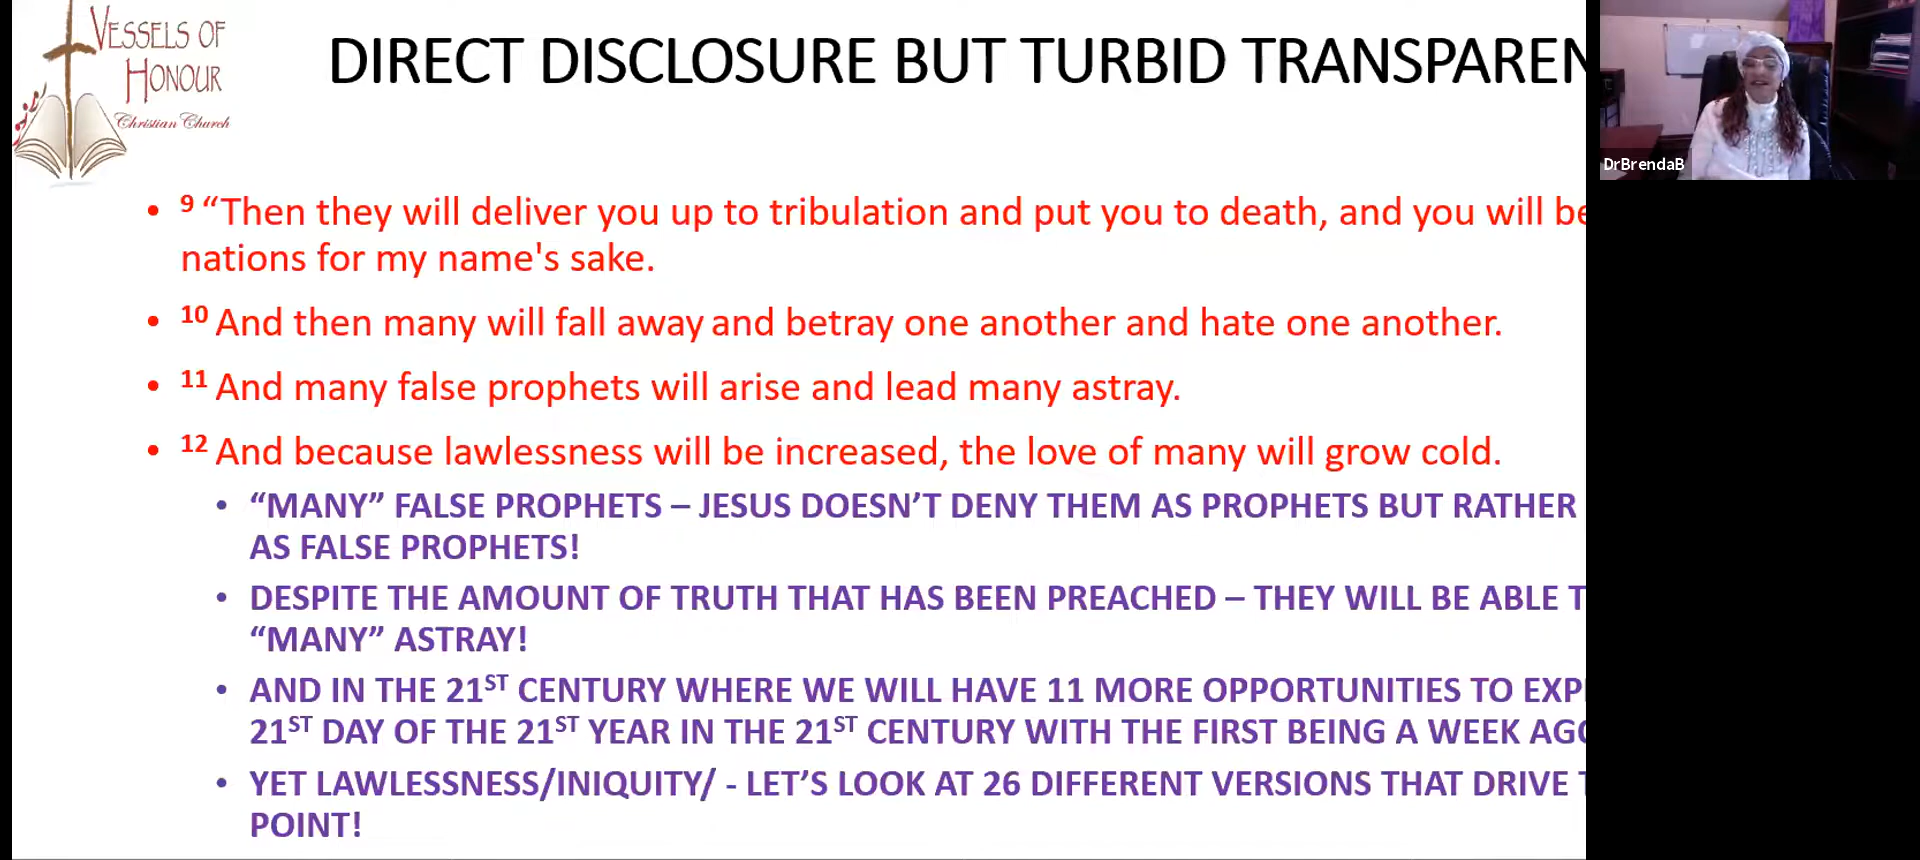 VESSELS OF
HONOUR
Christian Church
DIRECT DISCLOSURE BUT TURBID TRANSPAREN
DrBrendaB
• 9 “Then they will deliver you up to tribulation and put you to death, and you will be
nations for my name's sake.
• 10 And then many will fall away and betray one another and hate one another.
• 11 And many false prophets will arise and lead many astray.
• 12 And because lawlessness will be increased, the love of many will grow cold.
• “MANY” FALSE PROPHETS – JESUS DOESN’T DENY THEM AS PROPHETS BUT RATHER
AS FALSE PROPHETS!
• DESPITE THE AMOUNT OF TRUTH THAT HAS BEEN PREACHED – THEY WILL BE ABLE T
“MANY” ASTRAY!
• AND IN THE 21ST CENTURY WHERE WE WILL HAVE 11 MORE OPPORTUNITIES TO EXP
21ST DAY OF THE 21ST YEAR IN THE 21ST CENTURY WITH THE FIRST BEING A WEEK AGO
• YET LAWLESSNESS/INIQUITY/ - LET’S LOOK AT 26 DIFFERENT VERSIONS THAT DRIVE T
POINT!